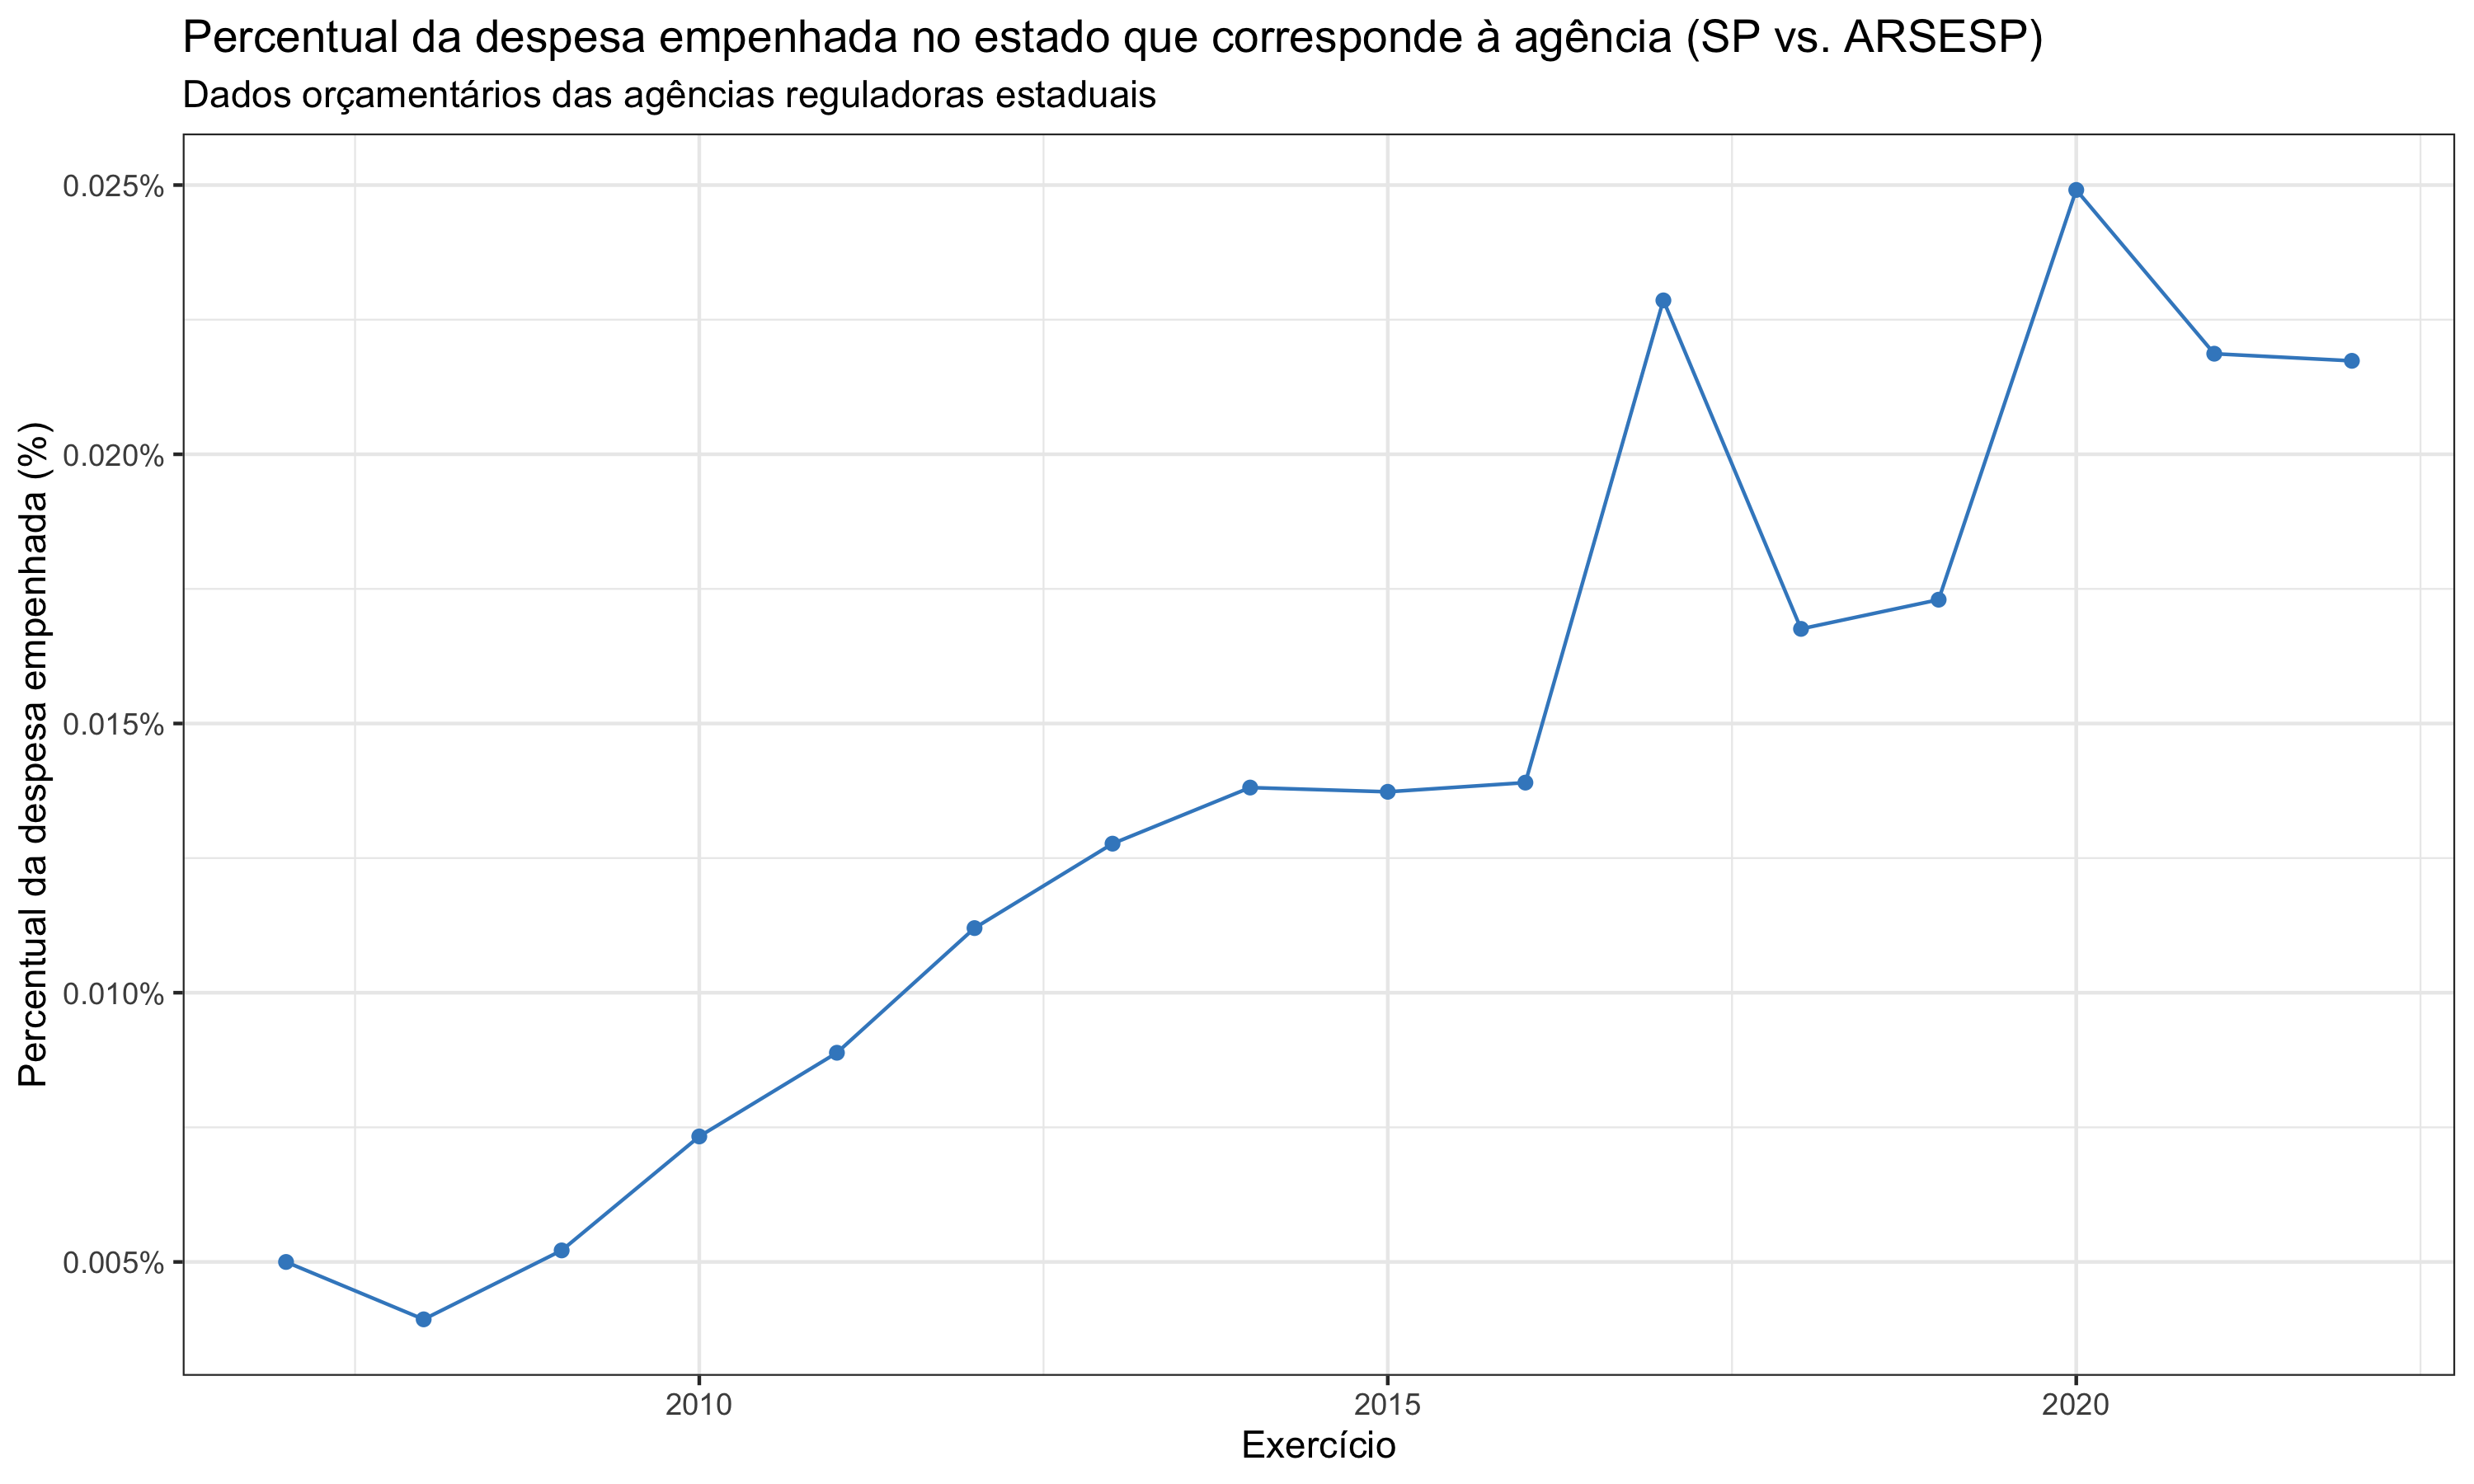 Percentual da despesa empenhada no estado que corresponde à agência (SP vs. ARSESP)
Dados orçamentários das agências reguladoras estaduais
Percentual da despesa empenhada (%)
0.025%
0.020%
0.015%
0.010%
0.005%
2010
2015
2020
Exercício